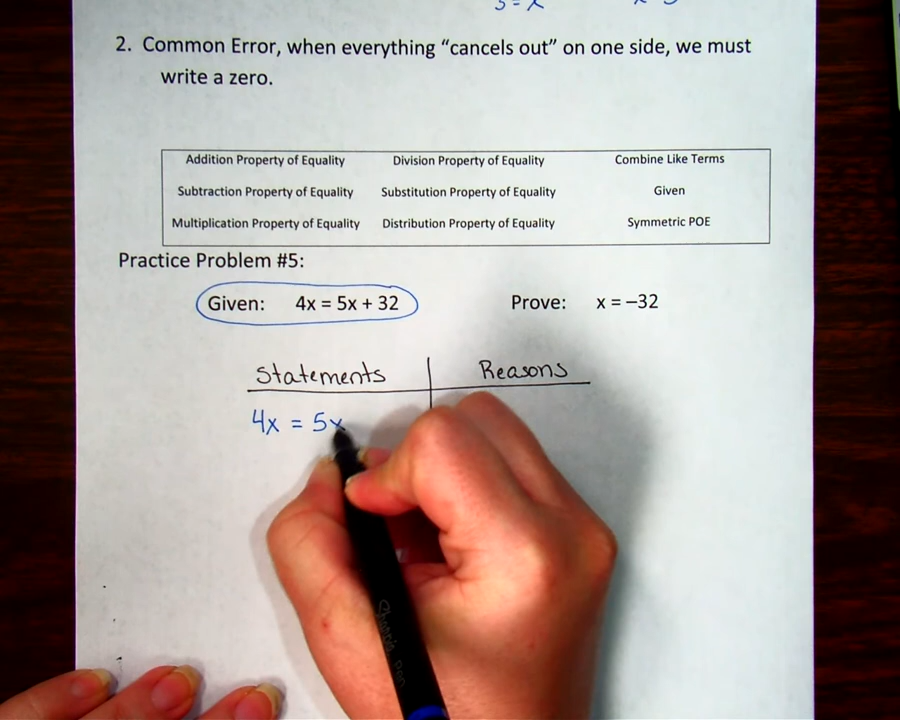 2. Common Error, when everything “cancels out” on one side, we must
write a zero.
Addition Property of Equality Division Property of Equality Combine Like Terms
Subtraction Property of Equality Substitution Property of Equality Given
Multiplication Property of Equality Distribution Property of Equality Symmetric POE
Practice Problem #5:
Given: 4x = 5x + 32 Prove: x = –32
Statements Reasons
4x = 5x
Sharpie Pen